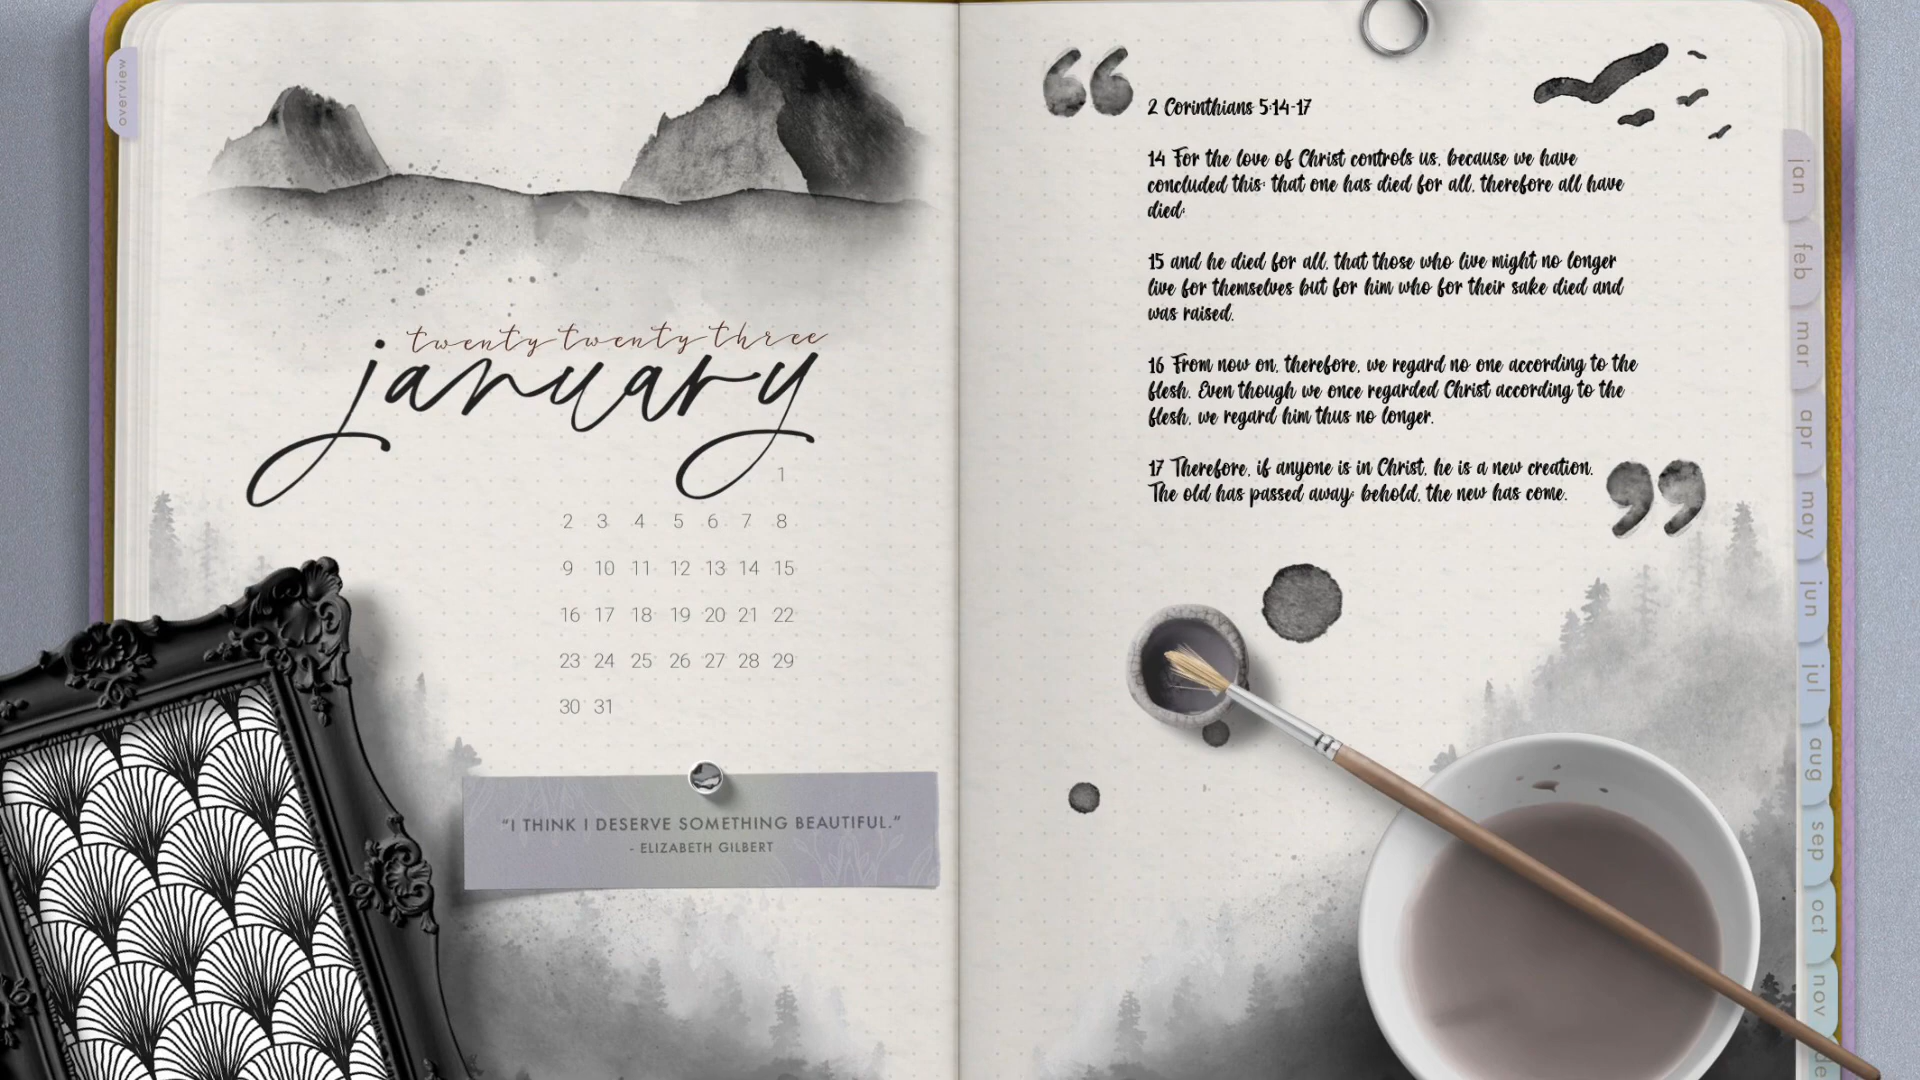 overview
twenty twenty three
january
1
2 3 4 5 6 7 8
9 10 11 12 13 14 15
16 17 18 19 20 21 22
23 24 25 26 27 28 29
30 31
"I THINK I DESERVE SOMETHING BEAUTIFUL."
- ELIZABETH GILBERT
2 Corinthians 5:14-17
14 For the love of Christ controls us, because we have
concluded this: that one has died for all, therefore all have
died;
15 and he died for all, that those who live might no longer
live for themselves but for him who for their sake died and
was raised.
16 From now on, therefore, we regard no one according to the
flesh. Even though we once regarded Christ according to the
flesh, we regard him thus no longer.
17 Therefore, if anyone is in Christ, he is a new creation.
The old has passed away; behold, the new has come.
jan
feb
mar
apr
may
jun
jul
aug
sep
oct
nov
de